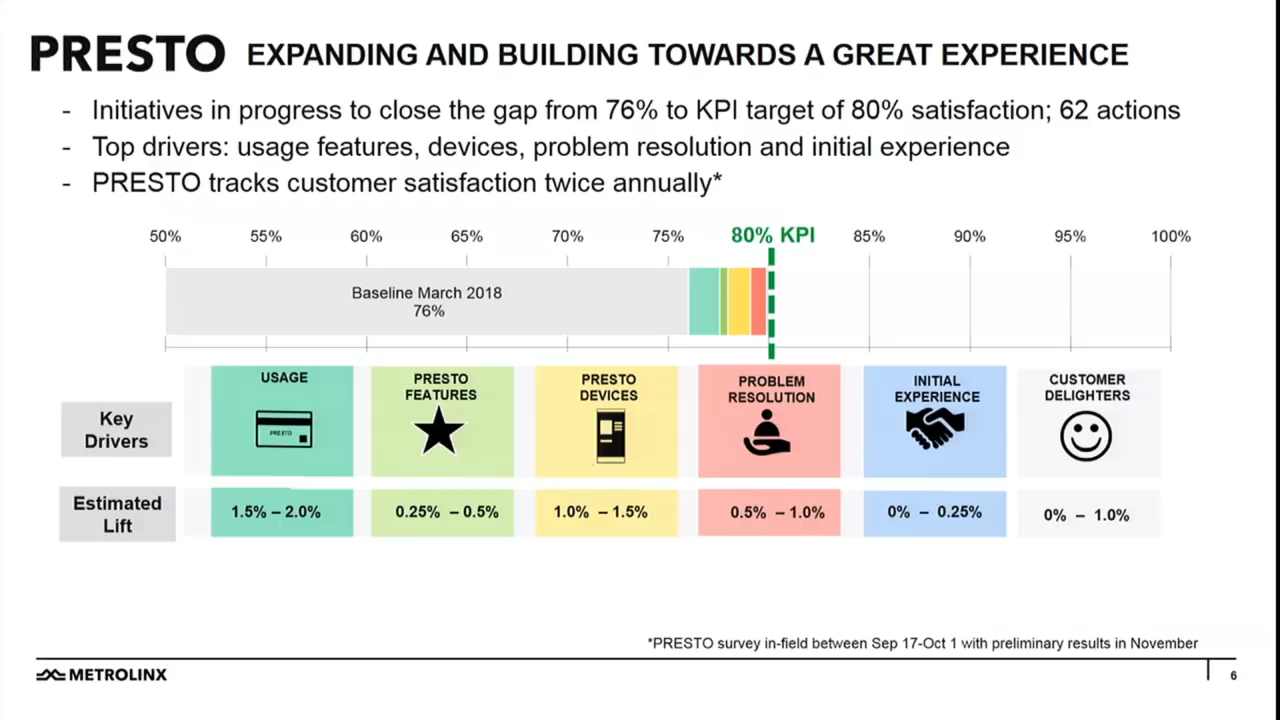 PRESTO EXPANDING AND BUILDING TOWARDS A GREAT EXPERIENCE
- Initiatives in progress to close the gap from 76% to KPI target of 80% satisfaction; 62 actions
- Top drivers: usage features, devices, problem resolution and initial experience
- PRESTO tracks customer satisfaction twice annually*
50% 55% 60% 65% 70% 75% 80% KPI 85% 90% 95% 100%
Baseline March 2018
76%
Key
Drivers
USAGE
PRESTO
PRESTO
FEATURES
PRESTO
DEVICES
PROBLEM
RESOLUTION
INITIAL
EXPERIENCE
CUSTOMER
DELIGHTERS
Estimated
Lift
1.5% – 2.0%
0.25% – 0.5%
1.0% – 1.5%
0.5% – 1.0%
0% – 0.25%
0% – 1.0%
*PRESTO survey in-field between Sep 17-Oct 1 with preliminary results in November
METROLINX
6